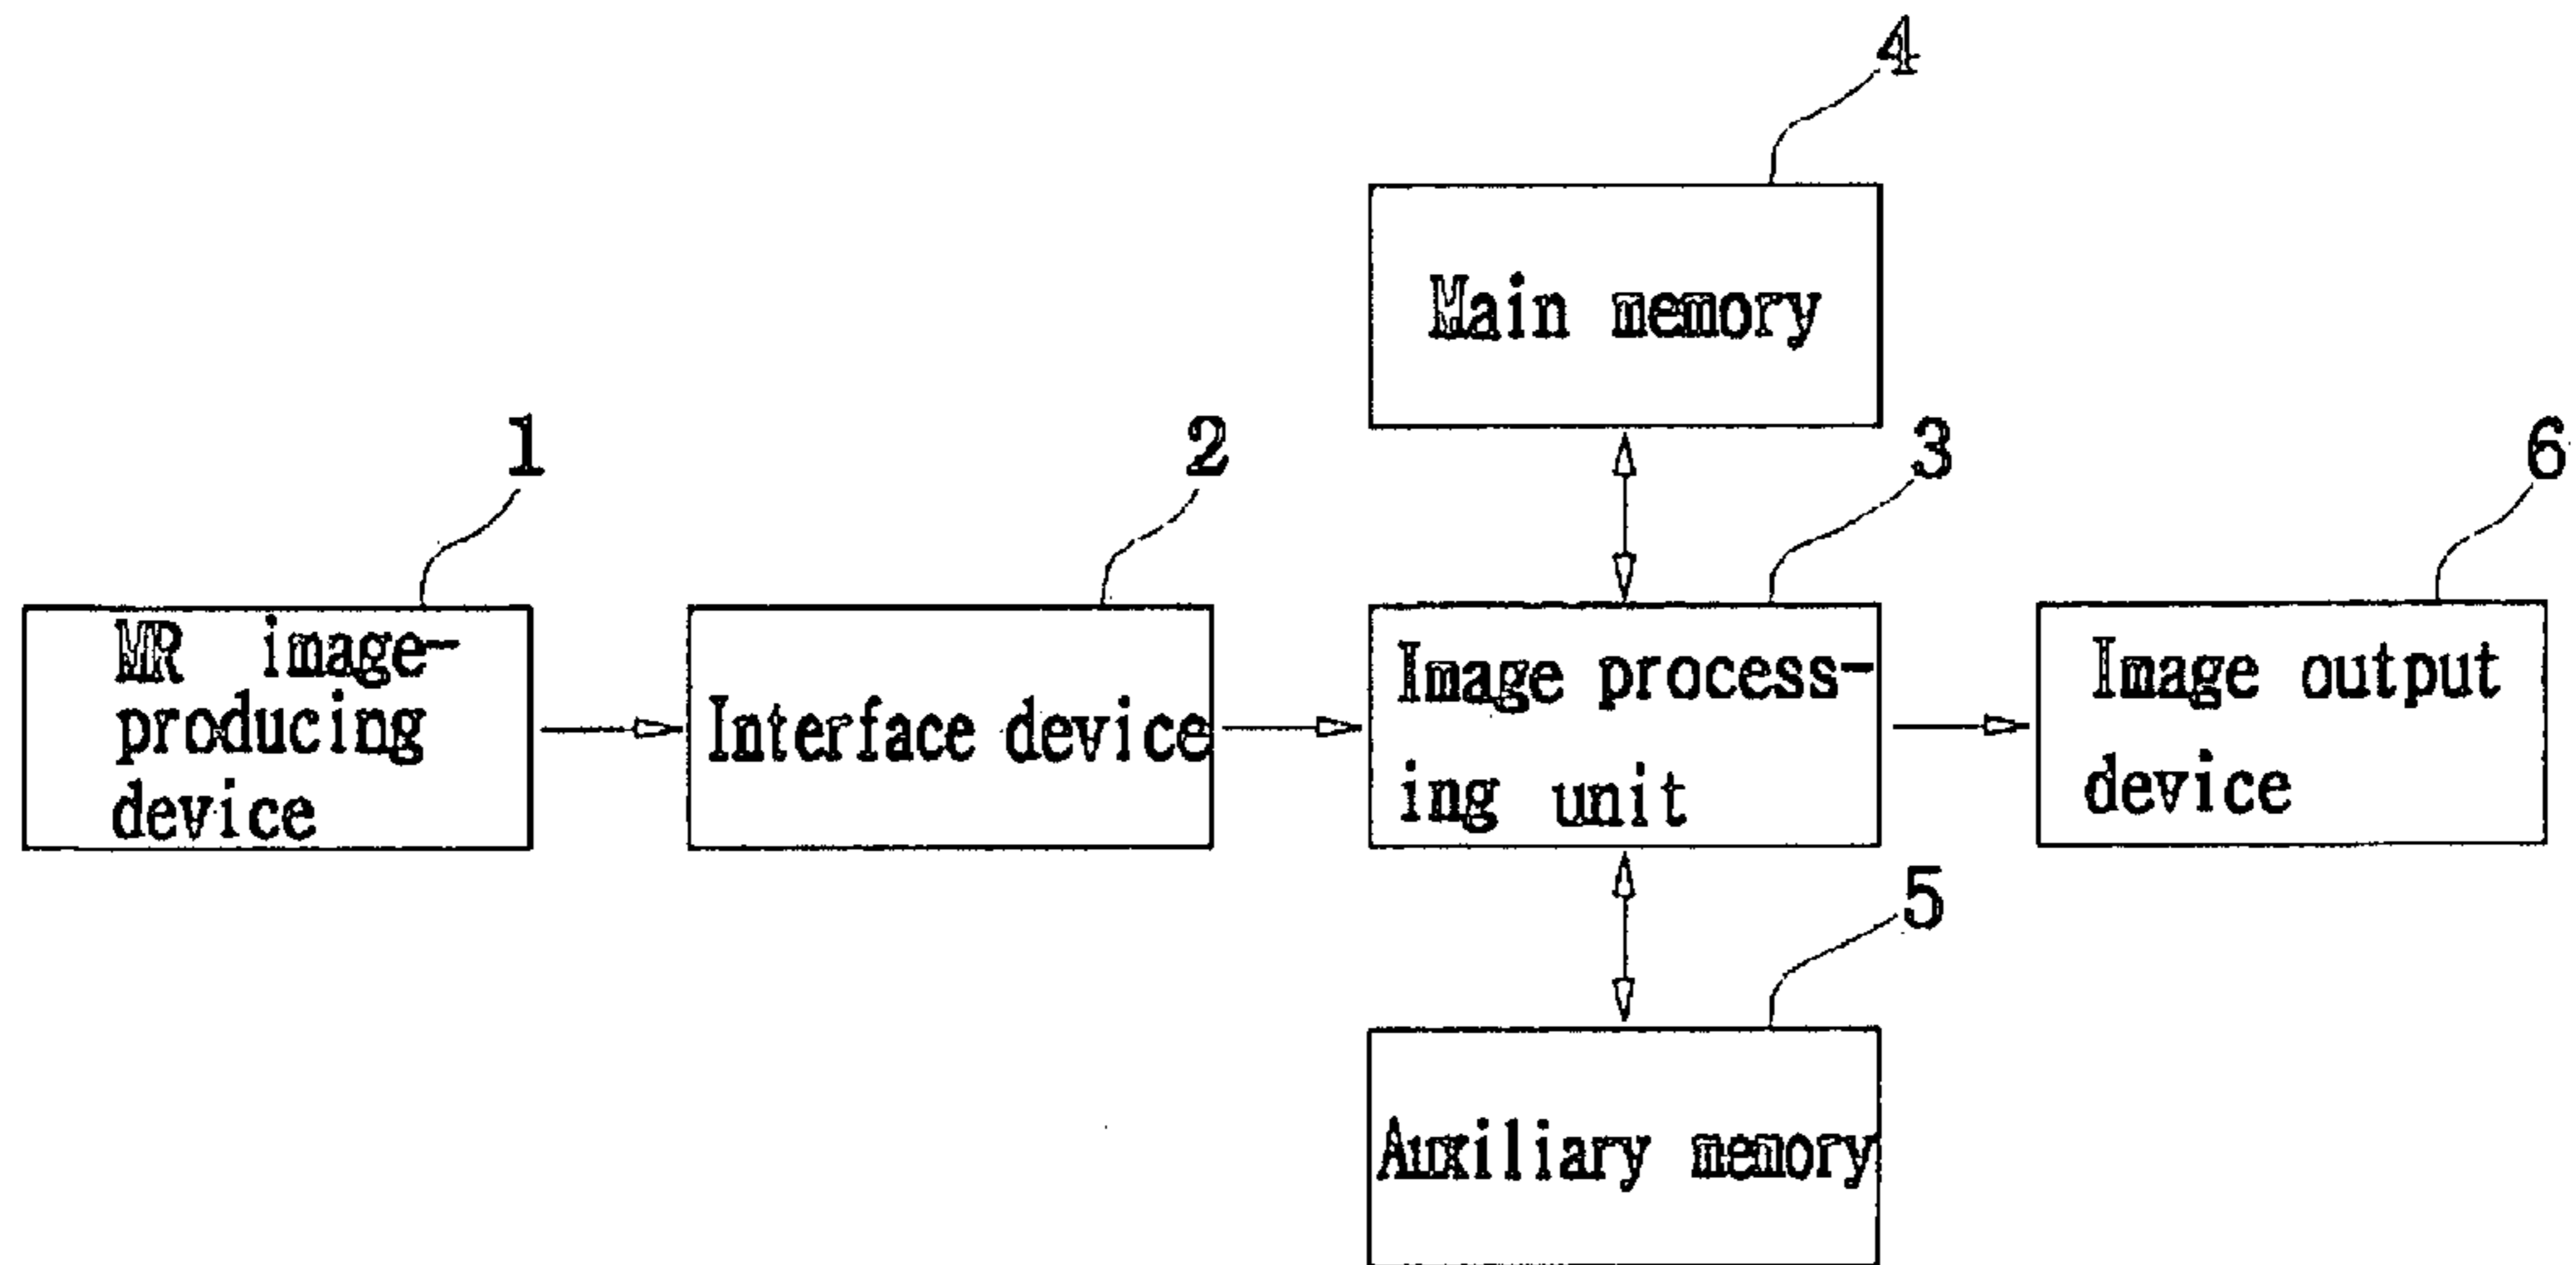 4
Main memory
1
2
3
6
MR image-
producing
device
Interface device
Image process-
ing unit
Image output
device
5
Auxiliary memory